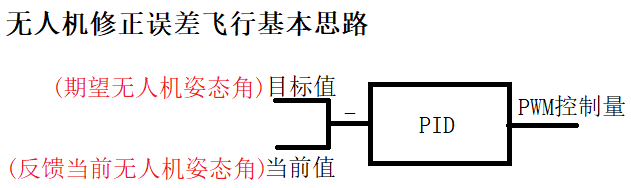 无人机修正误差飞行基本思路
(期望无人机姿态角)目标值
−
PID
PWM控制量
(反馈当前无人机姿态角)当前值